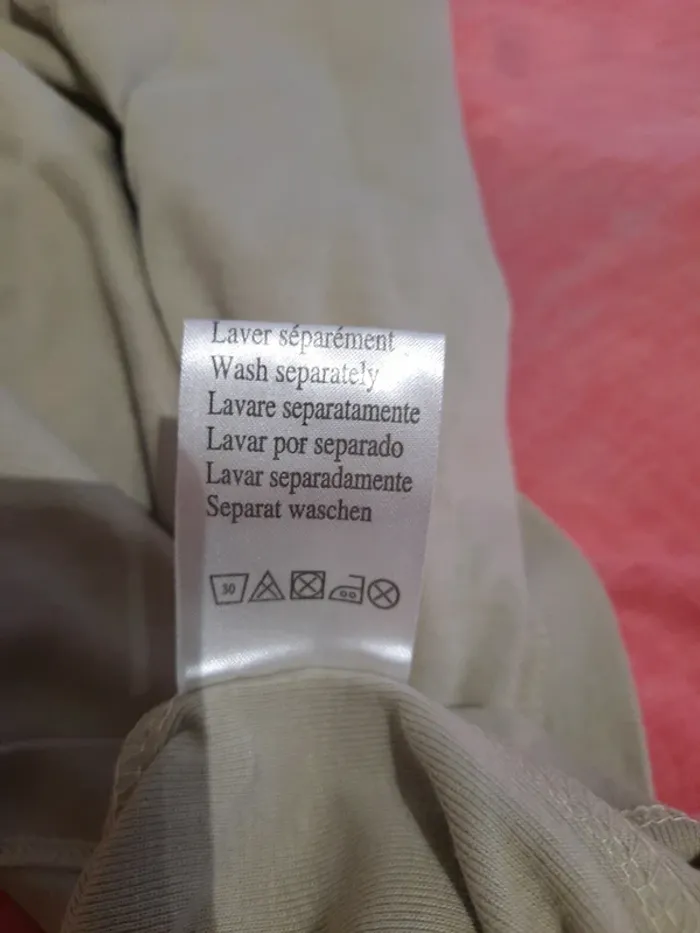 Laver séparément
Wash separately
Lavare separatamente
Lavar por separado
Lavar separadamente
Separat waschen
30